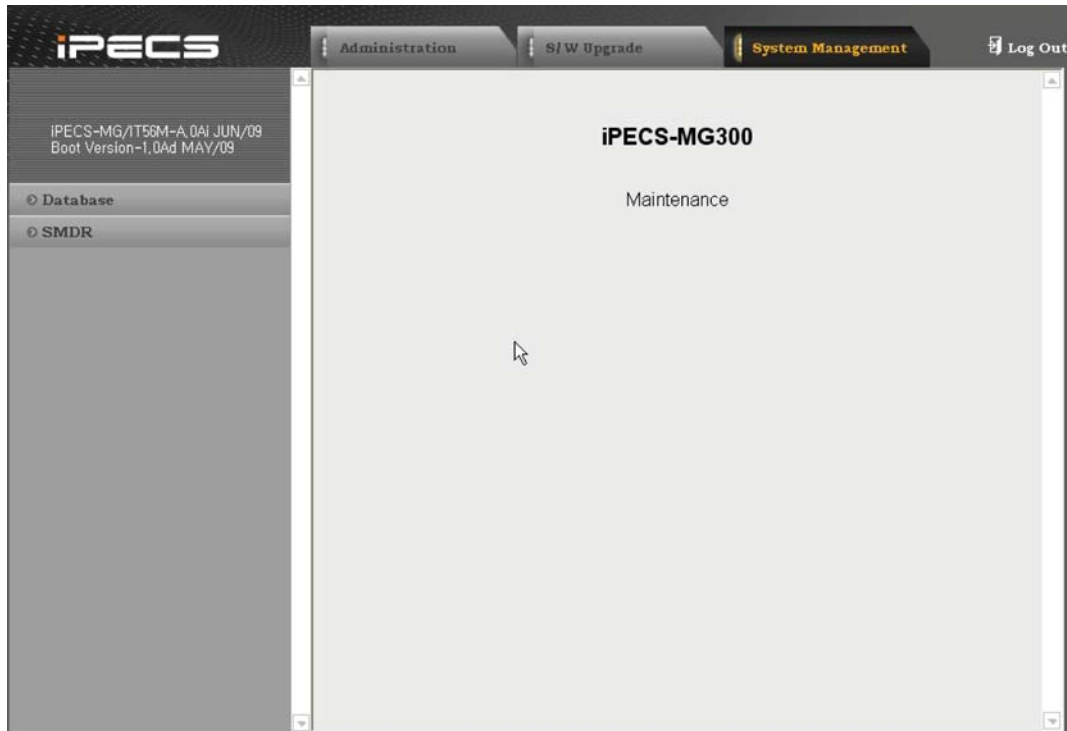 iPECS
Administration
S/W Upgrade
System Management
Log Out
iPECS-MG/IT56M-A.0Ai JUN/09
Boot Version-1.0Ad MAY/09
Database
SMDR
iPECS-MG300
Maintenance